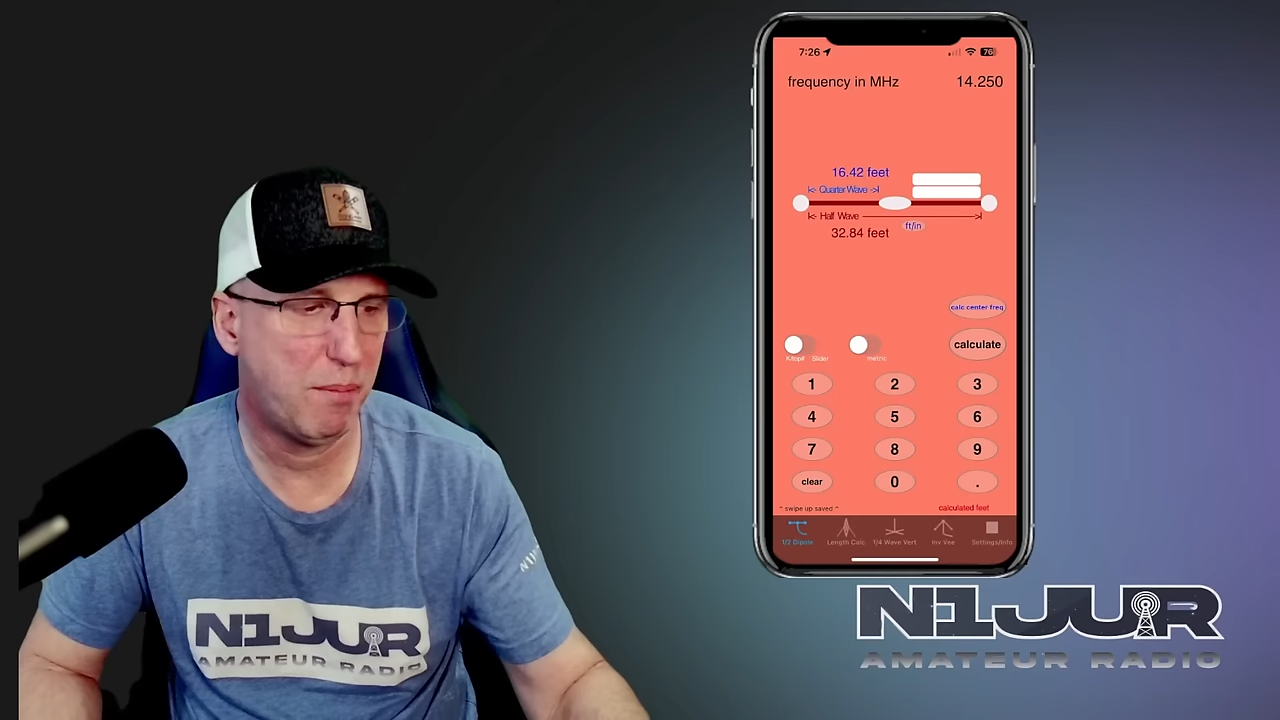 7:26
76
frequency in MHz 14.250
16.42 feet
|<- Quarter Wave ->|
|<- Half Wave ->|
ft/in
32.84 feet
calc center freq
calculate
Slider metric
1 2 3
4 5 6
7 8 9
clear 0 .
^ swipe up saved ^ calculated feet
1/2 Dipole Length Calc 1/4 Wave Vert Inv Vee Settings/Info
N1JUR
AMATEUR RADIO
N1JUR
AMATEUR RADIO